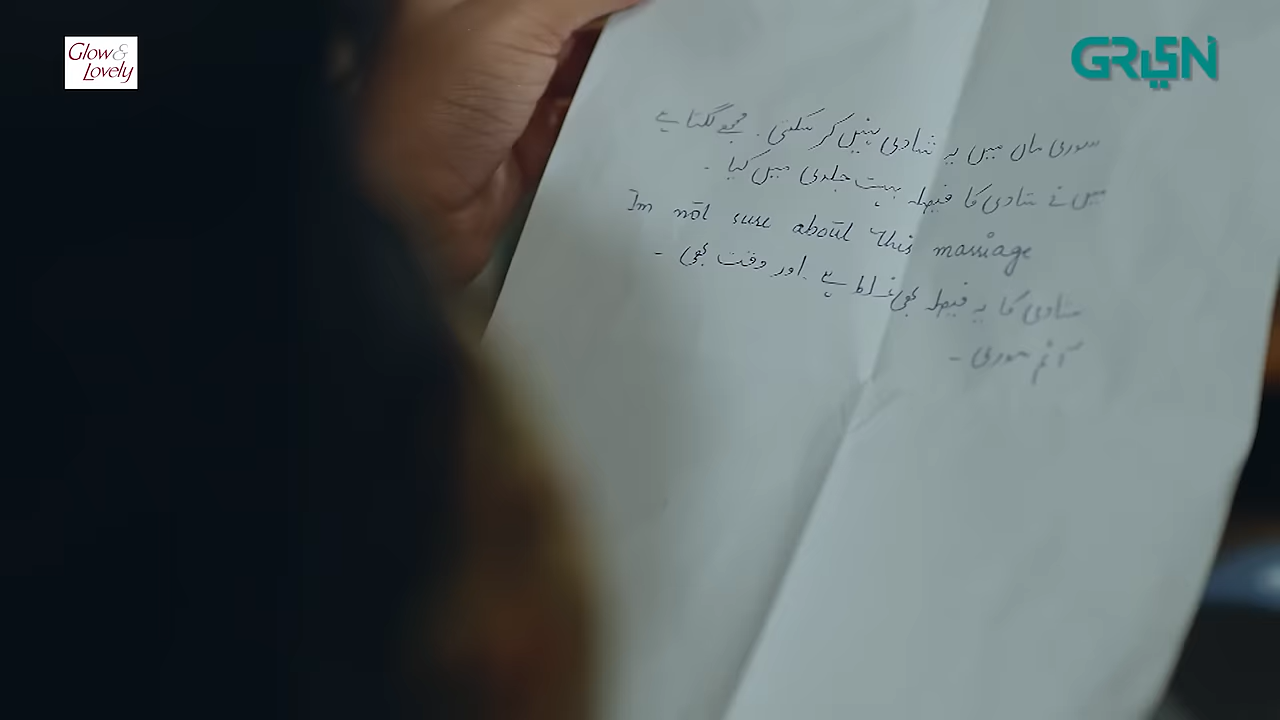 Glow & Lovely
GREEN
سوری ماں میں یہ شادی نہیں کر سکتی ۔ مجھے لگتا ہے
میں نے شادی کا فیصلہ بہت جلدی میں کیا ۔
Im not sure about this marriage
شادی کا یہ فیصلہ بھی غلط ہے ۔ اور وقت بھی ۔
آئم سوری ۔